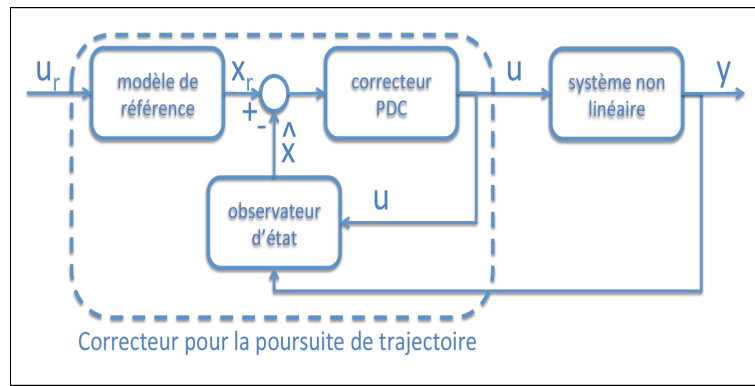 u_r
modèle de
référence
x_r
+
-
correcteur
PDC
u
système non
linéaire
y
^
x
observateur
d'état
u
Correcteur pour la poursuite de trajectoire